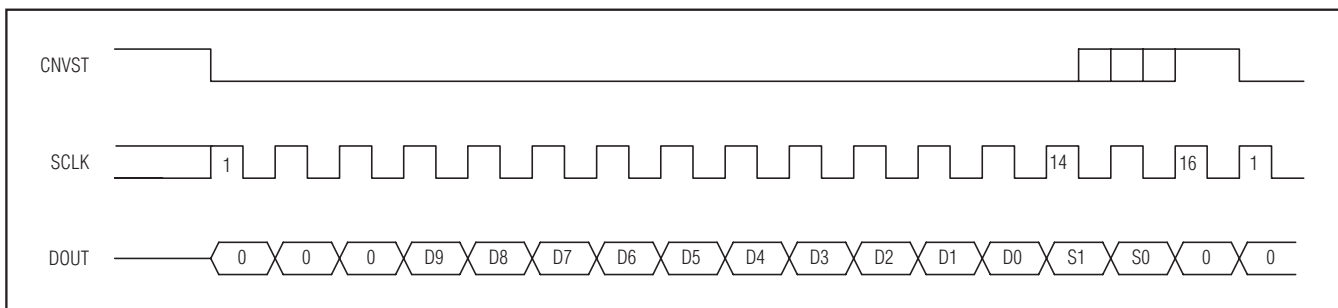 CNVST
SCLK 1 14 16 1
DOUT 0 0 0 D9 D8 D7 D6 D5 D4 D3 D2 D1 D0 S1 S0 0 0